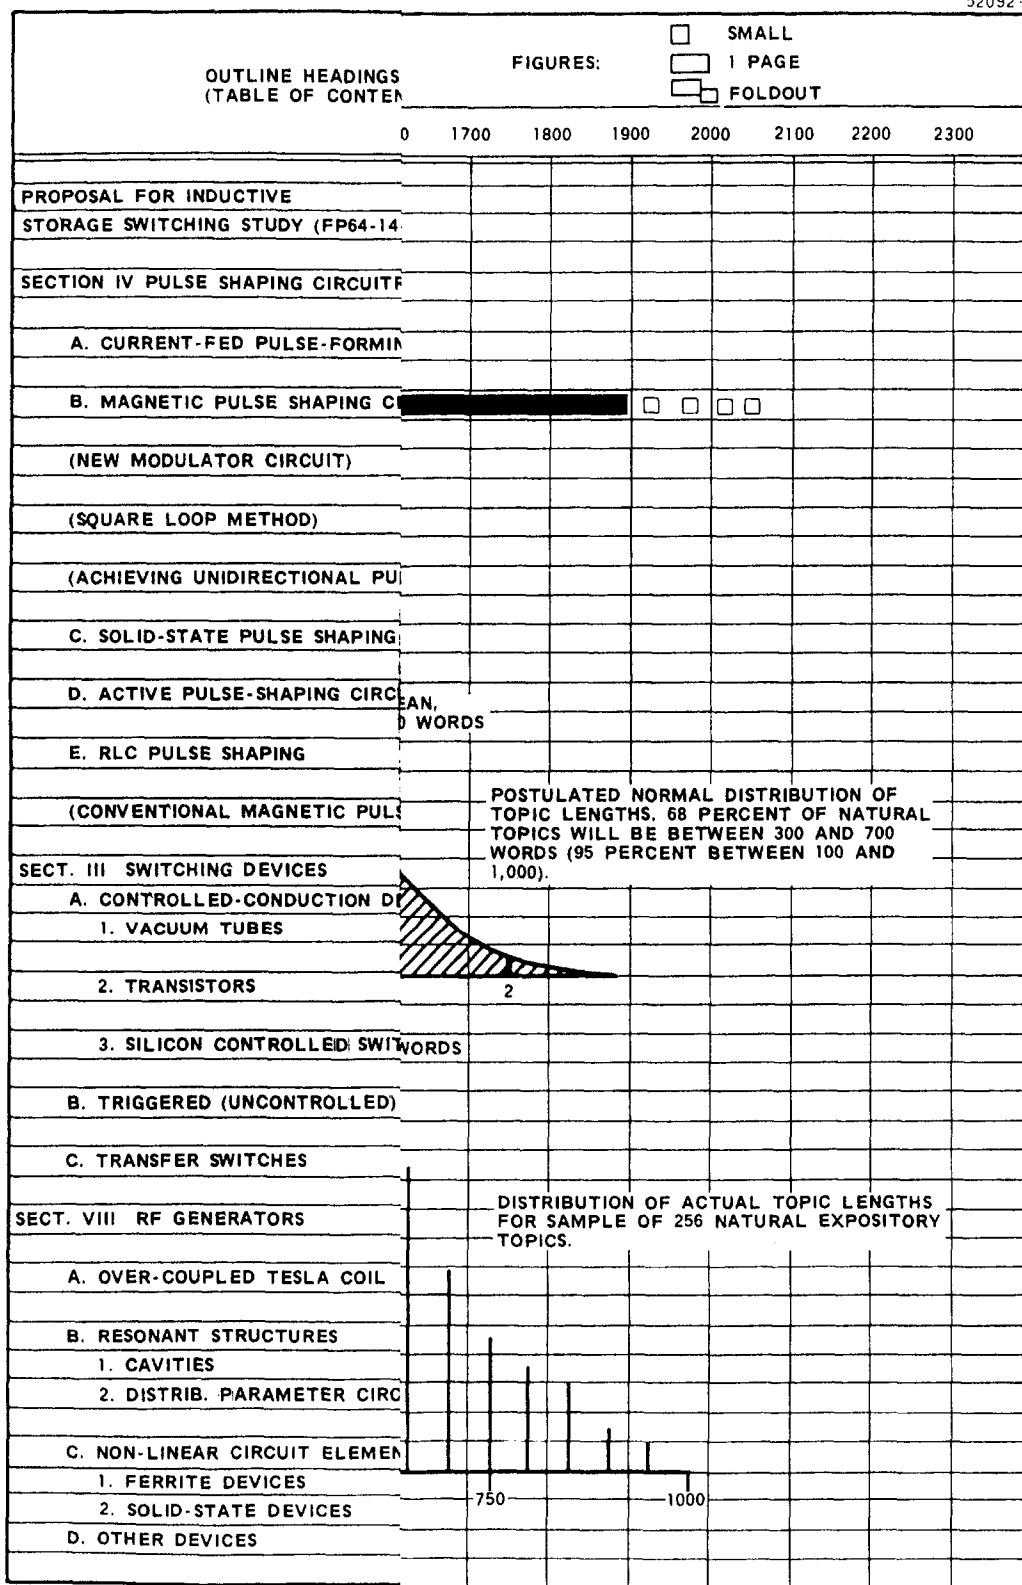 52092-
OUTLINE HEADINGS
(TABLE OF CONTEN
FIGURES:
SMALL
1 PAGE
FOLDOUT
0 1700 1800 1900 2000 2100 2200 2300
PROPOSAL FOR INDUCTIVE
STORAGE SWITCHING STUDY (FP64-14
SECTION IV PULSE SHAPING CIRCUITR
A. CURRENT-FED PULSE-FORMIN
B. MAGNETIC PULSE SHAPING CI
(NEW MODULATOR CIRCUIT)
(SQUARE LOOP METHOD)
(ACHIEVING UNIDIRECTIONAL PU
C. SOLID-STATE PULSE SHAPING
D. ACTIVE PULSE-SHAPING CIRC
EAN,
0 WORDS
E. RLC PULSE SHAPING
(CONVENTIONAL MAGNETIC PULS
POSTULATED NORMAL DISTRIBUTION OF
TOPIC LENGTHS. 68 PERCENT OF NATURAL
TOPICS WILL BE BETWEEN 300 AND 700
WORDS (95 PERCENT BETWEEN 100 AND
1,000).
SECT. III SWITCHING DEVICES
A. CONTROLLED-CONDUCTION DE
1. VACUUM TUBES
2. TRANSISTORS
2
3. SILICON CONTROLLED SWIT
WORDS
B. TRIGGERED (UNCONTROLLED)
C. TRANSFER SWITCHES
SECT. VIII RF GENERATORS
DISTRIBUTION OF ACTUAL TOPIC LENGTHS
FOR SAMPLE OF 256 NATURAL EXPOSITORY
TOPICS.
A. OVER-COUPLED TESLA COIL
B. RESONANT STRUCTURES
1. CAVITIES
2. DISTRIB. PARAMETER CIRC
C. NON-LINEAR CIRCUIT ELEMEN
1. FERRITE DEVICES
750 1000
2. SOLID-STATE DEVICES
D. OTHER DEVICES